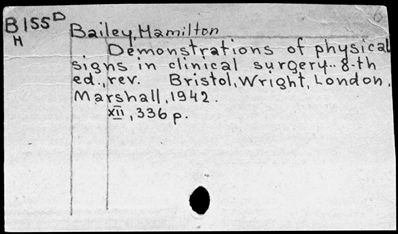 B155D
H
Bailey, Hamilton
Demonstrations of physical
signs in clinical surgery.. 8-th
ed., rev. Bristol, Wright, London,
Marshall, 1942.
XII, 336 p.